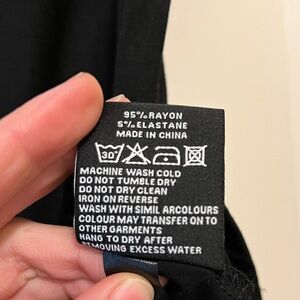 95% RAYON
5% ELASTANE
MADE IN CHINA
30°
MACHINE WASH COLD
DO NOT TUMBLE DRY
DO NOT DRY CLEAN
IRON ON REVERSE
WASH WITH SIMIL ARCOLOURS
COLOUR MAY TRANSFER ON TO
OTHER GARMENTS
HANG TO DRY AFTER
REMOVING EXCESS WATER